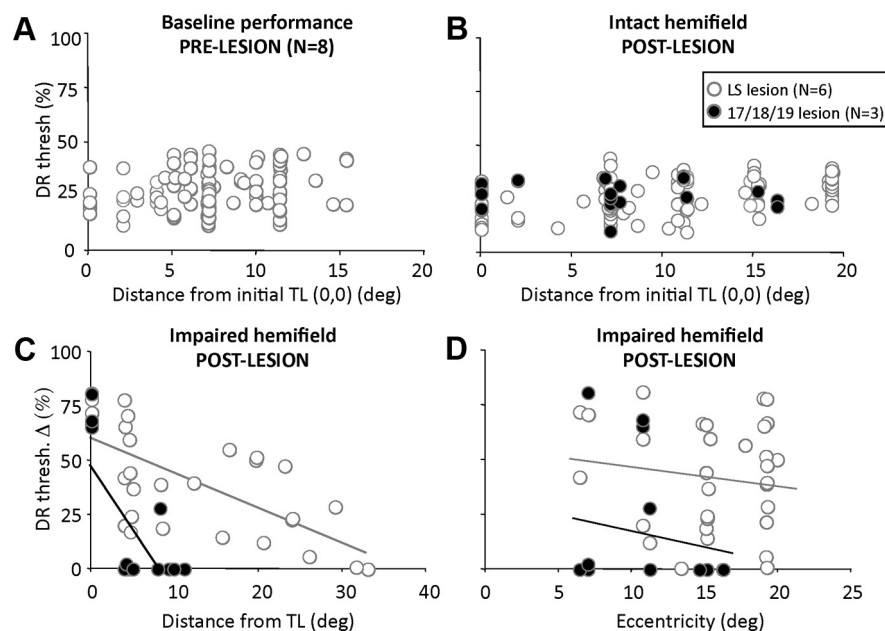 A
Baseline performance
PRE-LESION (N=8)
DR thresh (%)
100
75
50
25
0
0 5 10 15 20
Distance from initial TL (0,0) (deg)
B
Intact hemifield
POST-LESION
LS lesion (N=6)
17/18/19 lesion (N=3)
0 5 10 15 20
Distance from initial TL (0,0) (deg)
C
Impaired hemifield
POST-LESION
DR thresh. Δ (%)
100
75
50
25
0
0 10 20 30 40
Distance from TL (deg)
D
Impaired hemifield
POST-LESION
0 5 10 15 20 25
Eccentricity (deg)